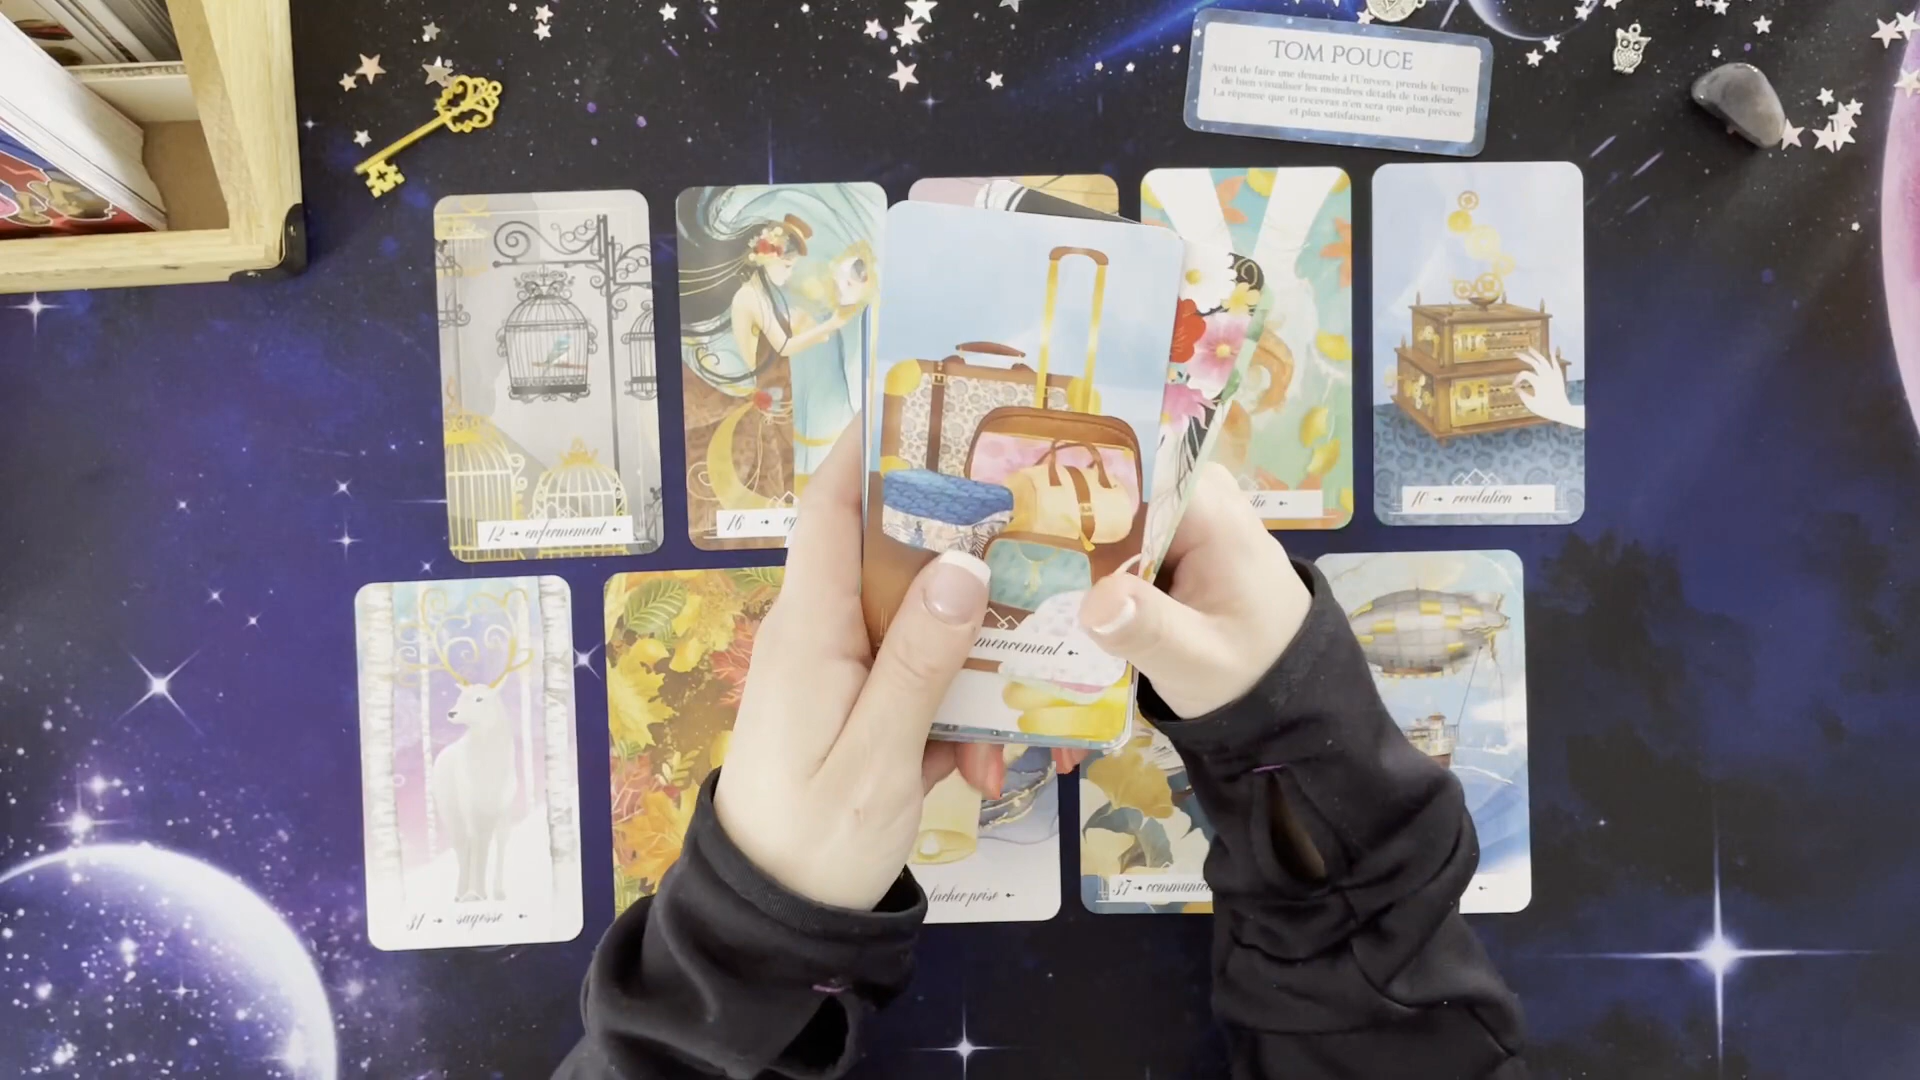 TOM POUCE
Avant de faire une demande à l'Univers, prends le temps
de bien visualiser les moindres détails de ton désir.
La réponse que tu recevras n'en sera que plus précise
et plus satisfaisante.
12 enfermement
16
10 révélation
mencement
31 sagesse
lâcher prise
37 communic